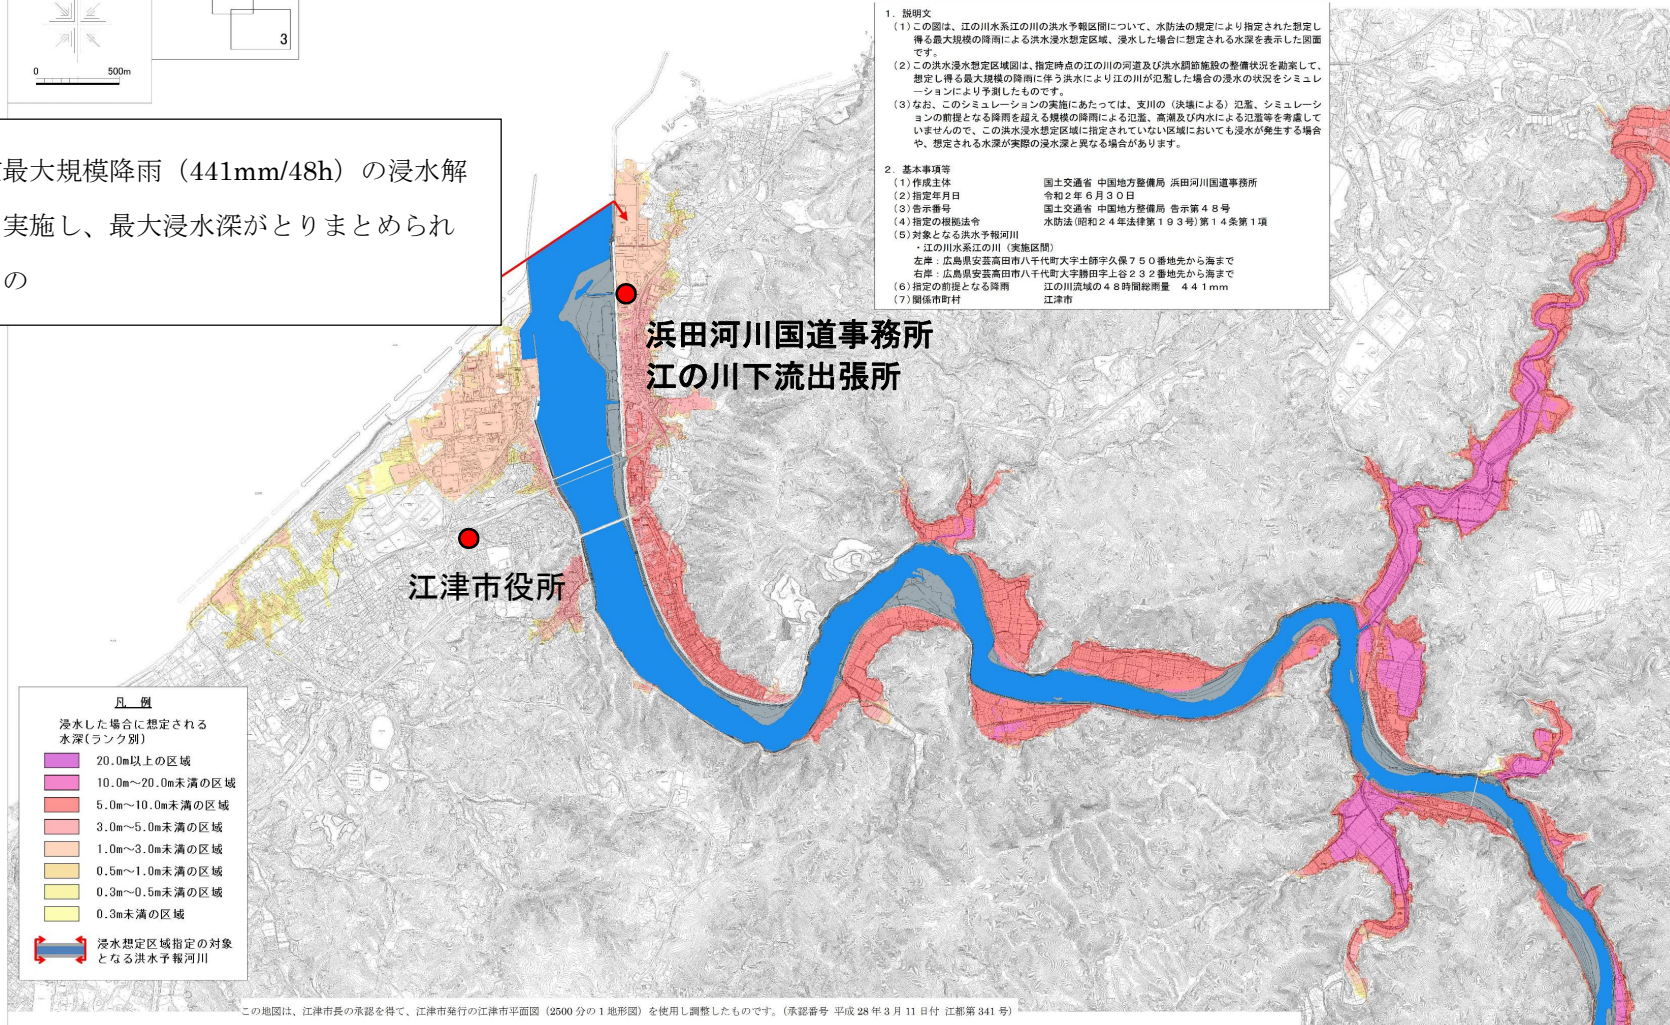 3
0 500m
最大規模降雨（441mm/48h）の浸水解
実施し、最大浸水深がとりまとめられ
の
1．説明文
（1）この図は、江の川水系江の川の洪水予報区間について、水防法の規定により指定された想定し
得る最大規模の降雨による洪水浸水想定区域、浸水した場合に想定される水深を表示した図面
です。
（2）この洪水浸水想定区域図は、指定時点の江の川の河道及び洪水調節施設の整備状況を勘案して、
想定し得る最大規模の降雨に伴う洪水により江の川が氾濫した場合の浸水の状況をシミュレ
ーションにより予測したものです。
（3）なお、このシミュレーションの実施にあたっては、支川の（決壊による）氾濫、シミュレーシ
ョンの前提となる降雨を超える規模の降雨による氾濫、高潮及び内水による氾濫等を考慮して
いませんので、この洪水浸水想定区域に指定されていない区域においても浸水が発生する場合
や、想定される水深が実際の浸水深と異なる場合があります。
2．基本事項等
（1）作成主体 国土交通省 中国地方整備局 浜田河川国道事務所
（2）指定年月日 令和2年6月30日
（3）告示番号 国土交通省 中国地方整備局 告示第48号
（4）指定の根拠法令 水防法（昭和24年法律第193号）第14条第1項
（5）対象となる洪水予報河川
・江の川水系江の川（実施区間）
左岸：広島県安芸高田市八千代町大字土師字久保750番地先から海まで
右岸：広島県安芸高田市八千代町大字勝田字上谷232番地先から海まで
（6）指定の前提となる降雨 江の川流域の48時間総雨量 441mm
（7）関係市町村 江津市
浜田河川国道事務所
江の川下流出張所
江津市役所
凡 例
浸水した場合に想定される
水深（ランク別）
20.0m以上の区域
10.0m～20.0m未満の区域
5.0m～10.0m未満の区域
3.0m～5.0m未満の区域
1.0m～3.0m未満の区域
0.5m～1.0m未満の区域
0.3m～0.5m未満の区域
0.3m未満の区域
浸水想定区域指定の対象
となる洪水予報河川
この地図は、江津市長の承認を得て、江津市発行の江津市平面図（2500分の1地形図）を使用し調整したものです。（承認番号 平成28年3月11日付 江都第341号）